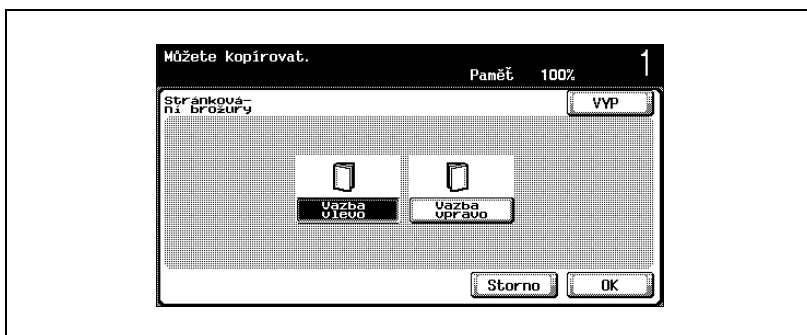 Můžete kopírovat.
Paměť 100% 1
Stránková-
ní brožury
VYP
Vazba
vlevo
Vazba
vpravo
Storno
OK